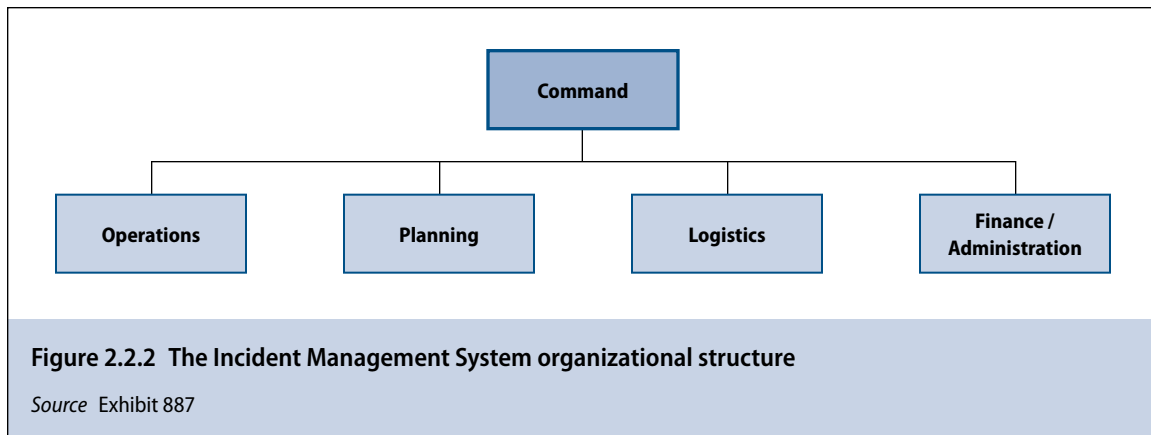 Command
Operations
Planning
Logistics
Finance /
Administration
Figure 2.2.2 The Incident Management System organizational structure
Source Exhibit 887